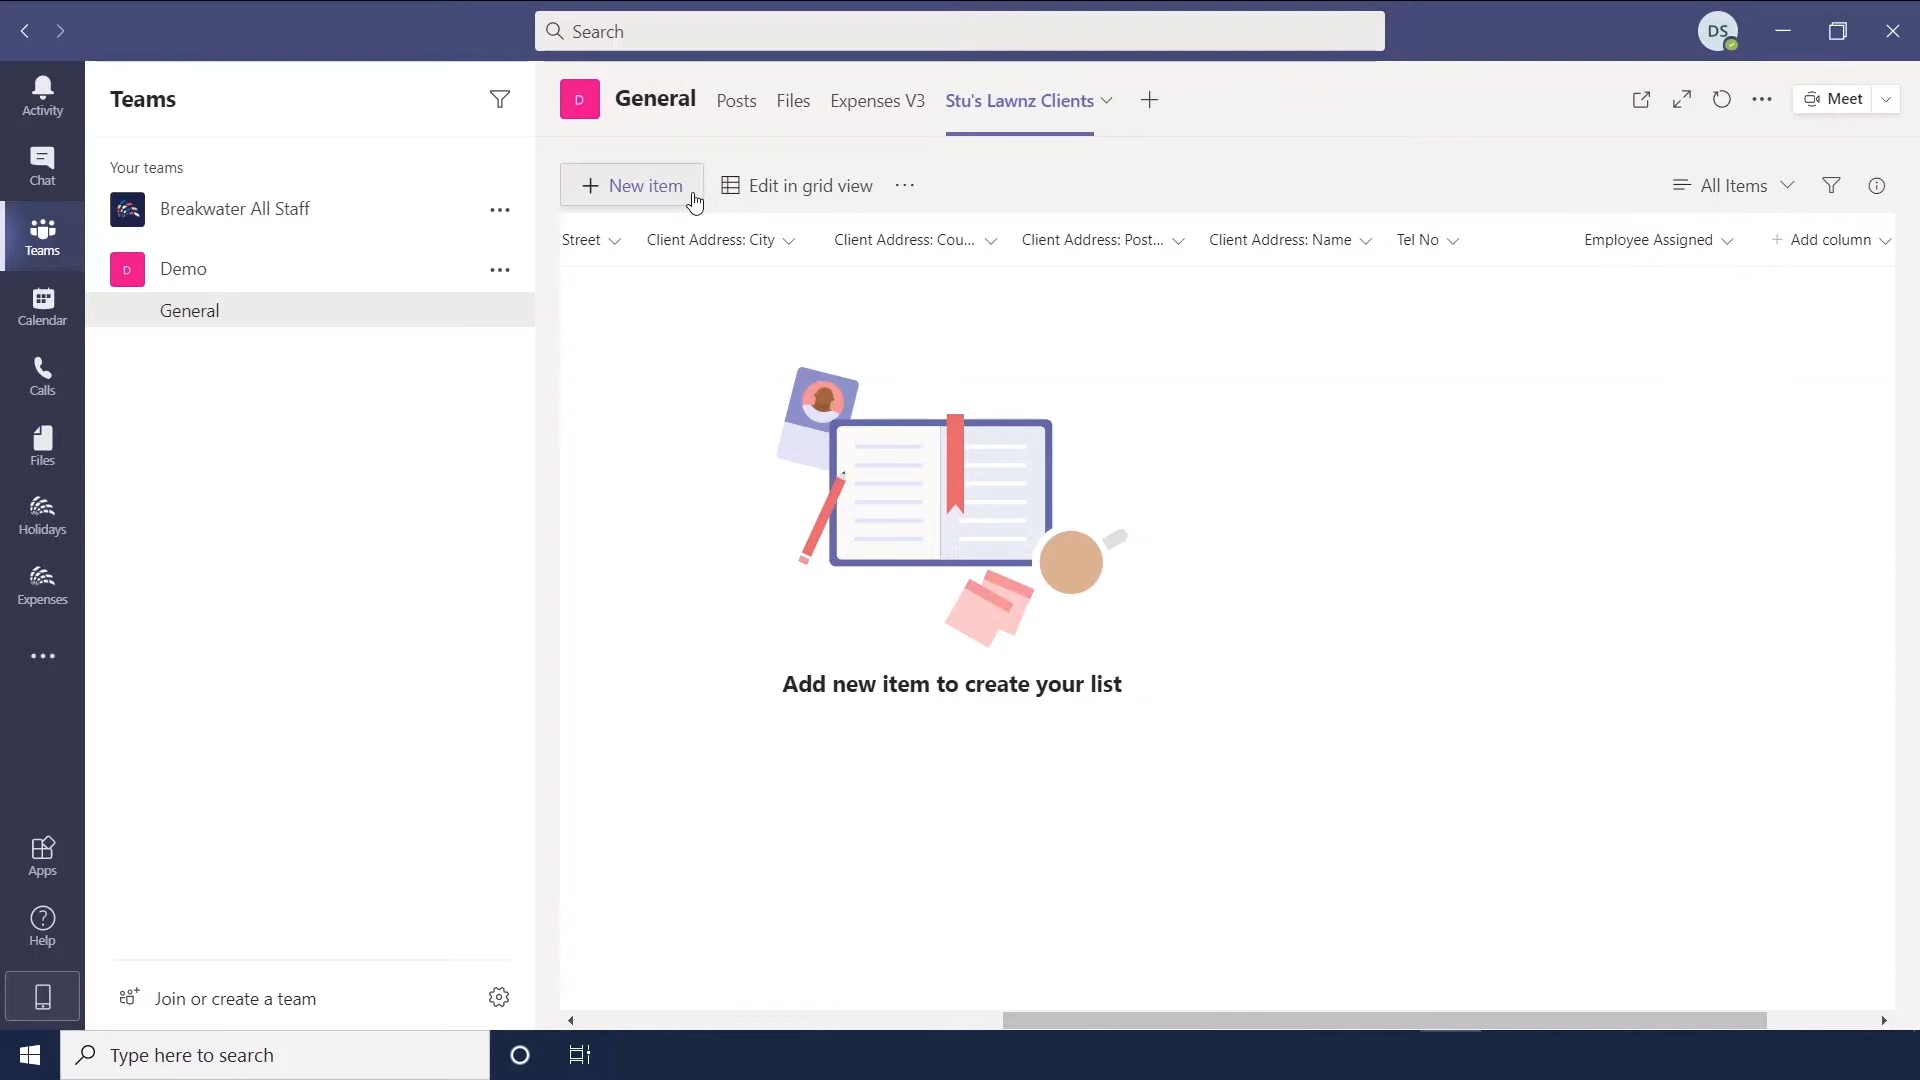 Search
DS
Activity
Chat
Teams
Calendar
Calls
Files
Holidays
Expenses
Apps
Help
Teams
Your teams
Breakwater All Staff
D Demo
General
Join or create a team
D General Posts Files Expenses V3 Stu's Lawnz Clients
Meet
New item Edit in grid view
All Items
Street Client Address: City Client Address: Cou... Client Address: Post... Client Address: Name Tel No Employee Assigned Add column
Add new item to create your list
Type here to search